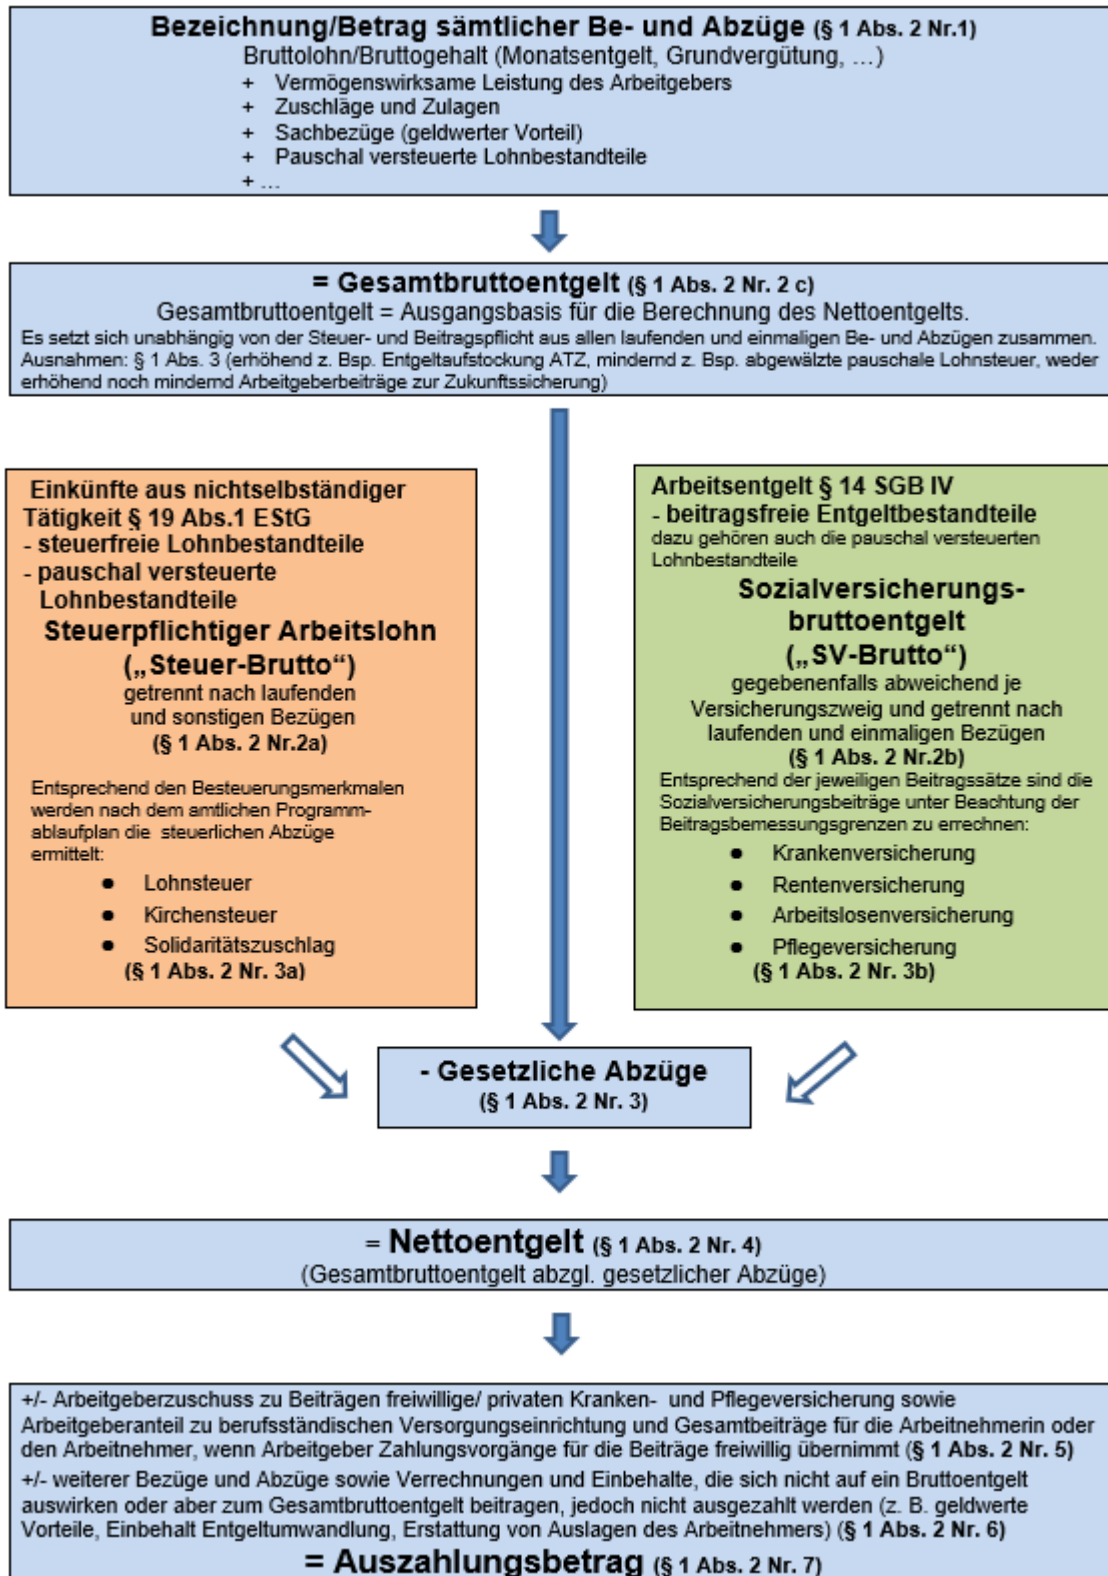 Bezeichnung/Betrag sämtlicher Be- und Abzüge (§ 1 Abs. 2 Nr.1)
Bruttolohn/Bruttogehalt (Monatsentgelt, Grundvergütung, …)
+ Vermögenswirksame Leistung des Arbeitgebers
+ Zuschläge und Zulagen
+ Sachbezüge (geldwerter Vorteil)
+ Pauschal versteuerte Lohnbestandteile
+ …
= Gesamtbruttoentgelt (§ 1 Abs. 2 Nr. 2 c)
Gesamtbruttoentgelt = Ausgangsbasis für die Berechnung des Nettoentgelts.
Es setzt sich unabhängig von der Steuer- und Beitragspflicht aus allen laufenden und einmaligen Be- und Abzügen zusammen.
Ausnahmen: § 1 Abs. 3 (erhöhend z. Bsp. Entgeltaufstockung ATZ, mindernd z. Bsp. abgewälzte pauschale Lohnsteuer, weder
erhöhend noch mindernd Arbeitgeberbeiträge zur Zukunftssicherung)
Einkünfte aus nichtselbständiger
Tätigkeit § 19 Abs.1 EStG
- steuerfreie Lohnbestandteile
- pauschal versteuerte
Lohnbestandteile
Steuerpflichtiger Arbeitslohn
(„Steuer-Brutto“)
getrennt nach laufenden
und sonstigen Bezügen
(§ 1 Abs. 2 Nr.2a)
Entsprechend den Besteuerungsmerkmalen
werden nach dem amtlichen Programm-
ablaufplan die steuerlichen Abzüge
ermittelt:
● Lohnsteuer
● Kirchensteuer
● Solidaritätszuschlag
(§ 1 Abs. 2 Nr. 3a)
Arbeitsentgelt § 14 SGB IV
- beitragsfreie Entgeltbestandteile
dazu gehören auch die pauschal versteuerten
Lohnbestandteile
Sozialversicherungs-
bruttoentgelt
(„SV-Brutto“)
gegebenenfalls abweichend je
Versicherungszweig und getrennt nach
laufenden und einmaligen Bezügen
(§ 1 Abs. 2 Nr.2b)
Entsprechend der jeweiligen Beitragssätze sind die
Sozialversicherungsbeiträge unter Beachtung der
Beitragsbemessungsgrenzen zu errechnen:
● Krankenversicherung
● Rentenversicherung
● Arbeitslosenversicherung
● Pflegeversicherung
(§ 1 Abs. 2 Nr. 3b)
- Gesetzliche Abzüge
(§ 1 Abs. 2 Nr. 3)
= Nettoentgelt (§ 1 Abs. 2 Nr. 4)
(Gesamtbruttoentgelt abzgl. gesetzlicher Abzüge)
+/- Arbeitgeberzuschuss zu Beiträgen freiwillige/ privaten Kranken- und Pflegeversicherung sowie
Arbeitgeberanteil zu berufsständischen Versorgungseinrichtung und Gesamtbeiträge für die Arbeitnehmerin oder
den Arbeitnehmer, wenn Arbeitgeber Zahlungsvorgänge für die Beiträge freiwillig übernimmt (§ 1 Abs. 2 Nr. 5)
+/- weiterer Bezüge und Abzüge sowie Verrechnungen und Einbehalte, die sich nicht auf ein Bruttoentgelt
auswirken oder aber zum Gesamtbruttoentgelt beitragen, jedoch nicht ausgezahlt werden (z. B. geldwerte
Vorteile, Einbehalt Entgeltumwandlung, Erstattung von Auslagen des Arbeitnehmers) (§ 1 Abs. 2 Nr. 6)
= Auszahlungsbetrag (§ 1 Abs. 2 Nr. 7)